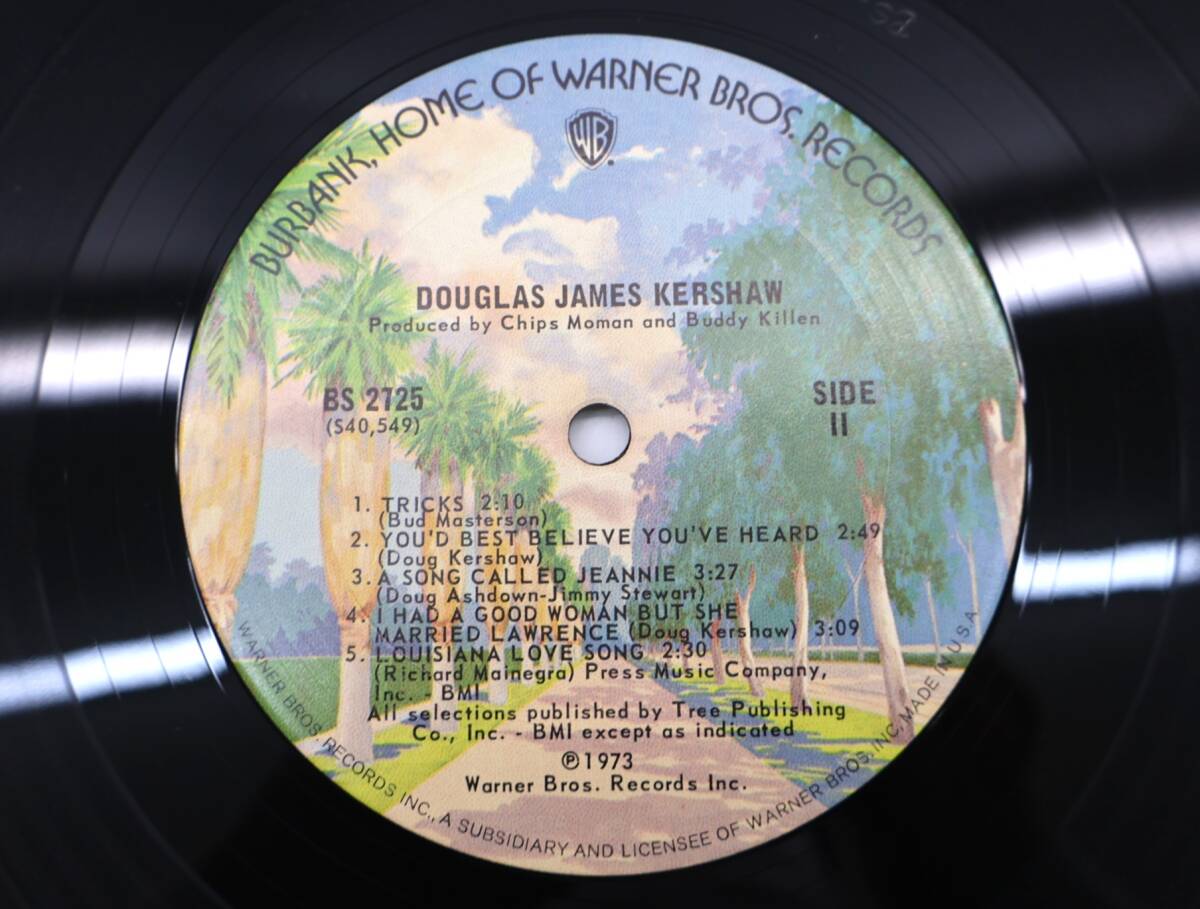 BURBANK, HOME OF WARNER BROS. RECORDS
WB
DOUGLAS JAMES KERSHAW
Produced by Chips Moman and Buddy Killen
BS 2725
(S40,549)
SIDE
II
1. TRICKS 2:10
(Bud Masterson)
2. YOU'D BEST BELIEVE YOU'VE HEARD 2:49
(Doug Kershaw)
3. A SONG CALLED JEANNIE 3:27
(Doug Ashdown-Jimmy Stewart)
4. I HAD A GOOD WOMAN BUT SHE
MARRIED LAWRENCE (Doug Kershaw) 3:09
5. LOUISIANA LOVE SONG 2:30
(Richard Mainegra) Press Music Company,
Inc. - BMI
All selections published by Tree Publishing
Co., Inc. - BMI except as indicated
℗1973
Warner Bros. Records Inc.
WARNER BROS. RECORDS INC., A SUBSIDIARY AND LICENSEE OF WARNER BROS. INC. MADE IN U.S.A.